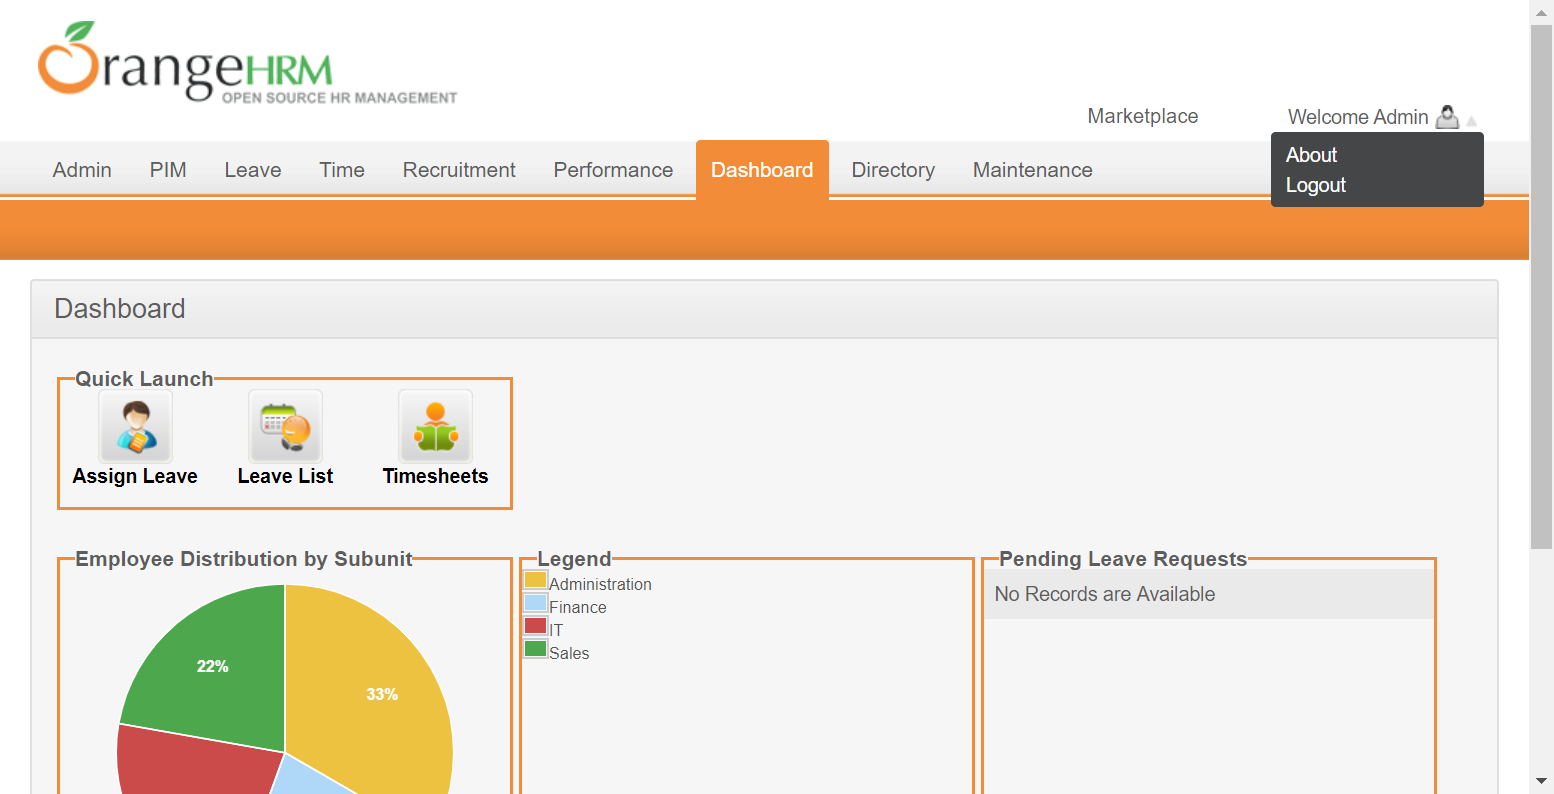 OrangeHRM
OPEN SOURCE HR MANAGEMENT
Marketplace
Welcome Admin
About
Logout
Admin PIM Leave Time Recruitment Performance Dashboard Directory Maintenance
Dashboard
Quick Launch
Assign Leave Leave List Timesheets
Employee Distribution by Subunit
22%
33%
Legend
Administration
Finance
IT
Sales
Pending Leave Requests
No Records are Available